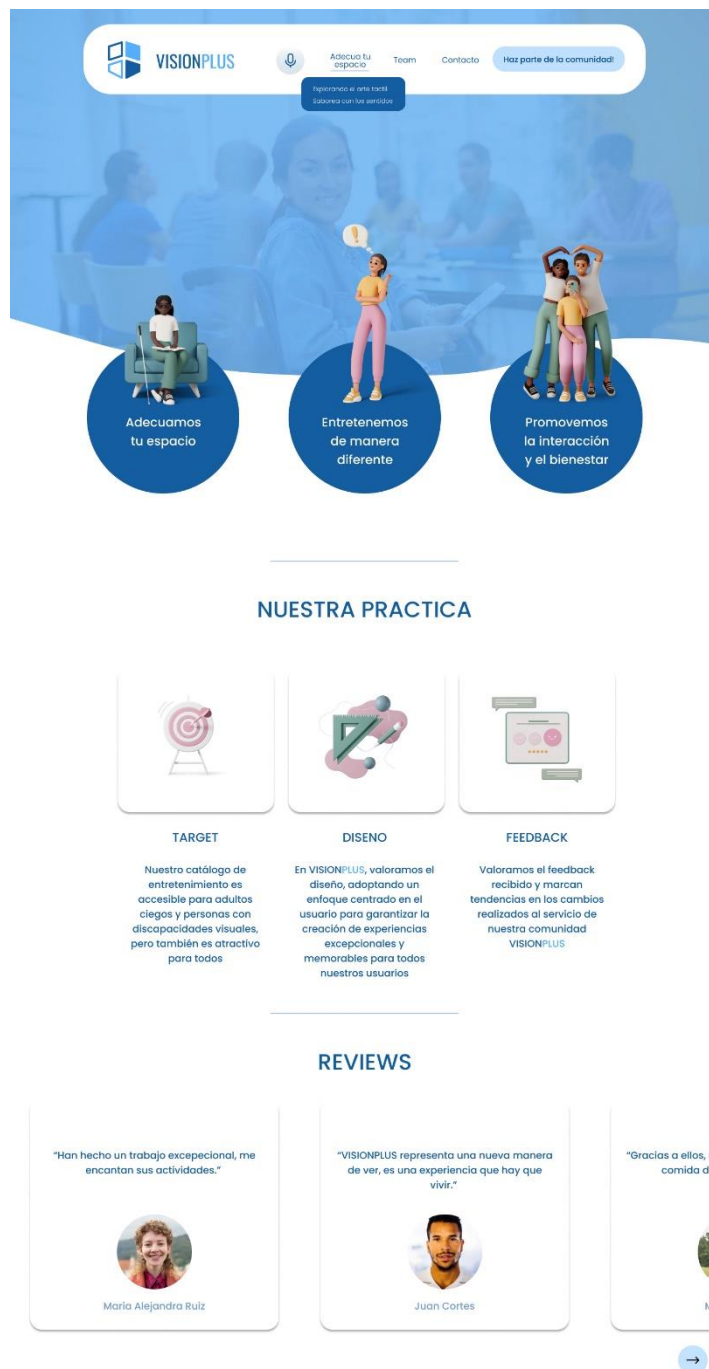 VISIONPLUS
Adecua tu
espacio
Team
Contacto
Haz parte de la comunidad!
Explorando el arte tactil
Saborea con los sentidos
Adecuamos
tu espacio
Entretenemos
de manera
diferente
Promovemos
la interacción
y el bienestar
NUESTRA PRACTICA
TARGET
Nuestro catálogo de
entretenimiento es
accesible para adultos
ciegos y personas con
discapacidades visuales,
pero también es atractivo
para todos
DISENO
En VISIONPLUS, valoramos el
diseño, adoptando un
enfoque centrado en el
usuario para garantizar la
creación de experiencias
excepcionales y
memorables para todos
nuestros usuarios
FEEDBACK
Valoramos el feedback
recibido y marcan
tendencias en los cambios
realizados al servicio de
nuestra comunidad
VISIONPLUS
REVIEWS
“Han hecho un trabajo excepecional, me
encantan sus actividades.”
Maria Alejandra Ruiz
“VISIONPLUS representa una nueva manera
de ver, es una experiencia que hay que
vivir.”
Juan Cortes
“Gracias a ellos,
comida d
M